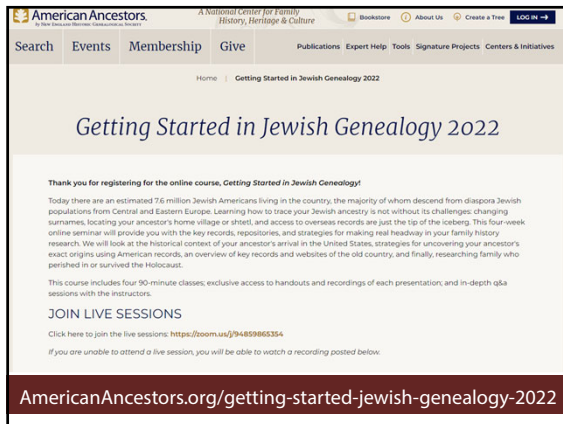 American Ancestors.
by New England Historic Genealogical Society
A National Center for Family
History, Heritage & Culture
Bookstore
About Us
Create a Tree
LOG IN →
Search Events Membership Give
Publications Expert Help Tools Signature Projects Centers & Initiatives
Home | Getting Started in Jewish Genealogy 2022
Getting Started in Jewish Genealogy 2022
Thank you for registering for the online course, Getting Started in Jewish Genealogy!
Today there are an estimated 7.6 million Jewish Americans living in the country, the majority of whom descend from diaspora Jewish
populations from Central and Eastern Europe. Learning how to trace your Jewish ancestry is not without its challenges: changing
surnames, locating your ancestor's home village or shtetl, and access to overseas records are just the tip of the iceberg. This four-week
online seminar will provide you with the key records, repositories, and strategies for making real headway in your family history
research. We will look at the historical context of your ancestor's arrival in the United States, strategies for uncovering your ancestor's
exact origins using American records, an overview of key records and websites of the old country, and finally, researching family who
perished in or survived the Holocaust.
This course includes four 90-minute classes; exclusive access to handouts and recordings of each presentation; and in-depth q&a
sessions with the instructors.
JOIN LIVE SESSIONS
Click here to join the live sessions: https://zoom.us/j/94859865354
If you are unable to attend a live session, you will be able to watch a recording posted below.
AmericanAncestors.org/getting-started-jewish-genealogy-2022